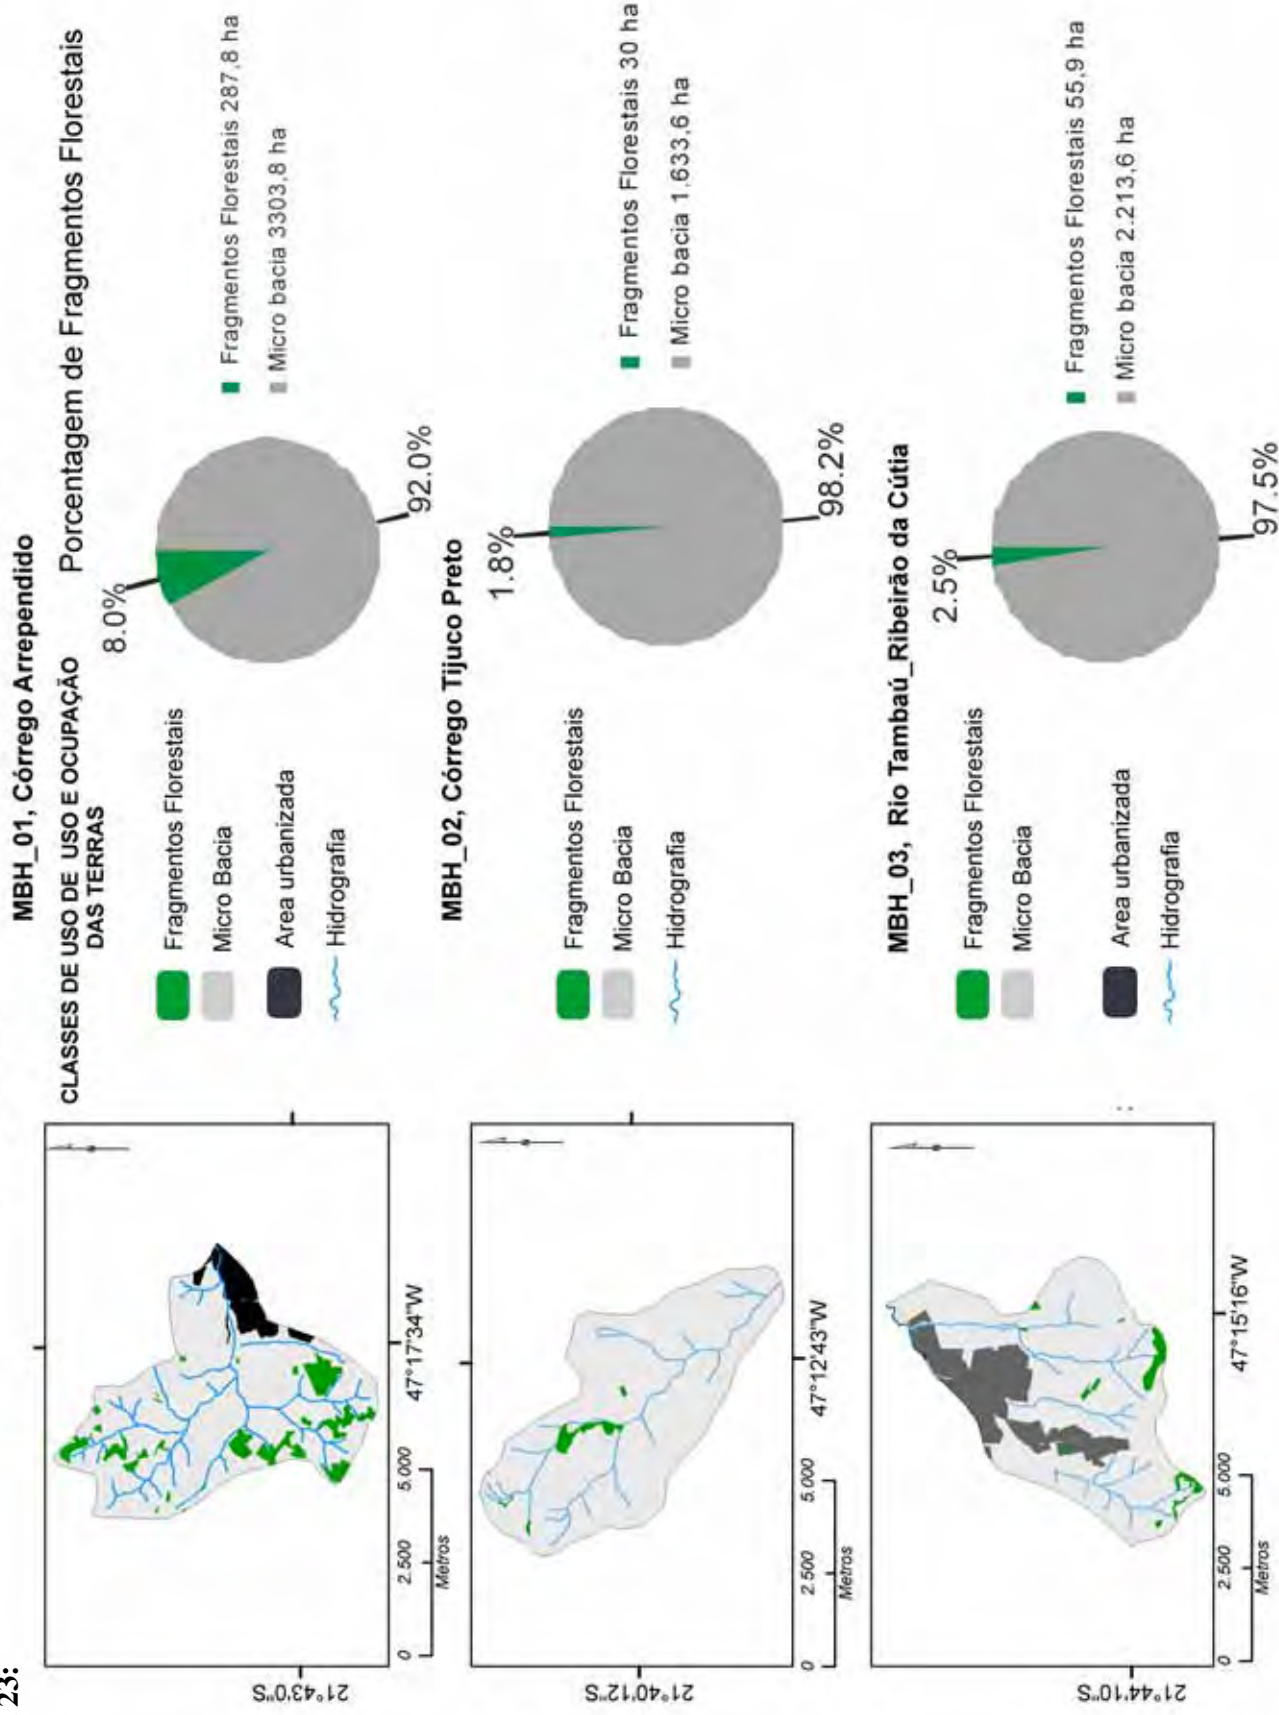 23:
MBH_01, Córrego Arrependido
CLASSES DE USO DE USO E OCUPAÇÃO
DAS TERRAS
Porcentagem de Fragmentos Florestais
Fragmentos Florestais
Micro Bacia
Area urbanizada
Hidrografia
8.0%
92.0%
Fragmentos Florestais 287,8 ha
Micro bacia 3303,8 ha
21°43'0"S
47°17'34"W
0 2.500 5.000
Metros
MBH_02, Córrego Tijuco Preto
Fragmentos Florestais
Micro Bacia
Hidrografia
1.8%
98.2%
Fragmentos Florestais 30 ha
Micro bacia 1.633,6 ha
21°40'12"S
47°12'43"W
0 2.500 5.000
Metros
MBH_03, Rio Tambaú_Ribeirão da Cútia
Fragmentos Florestais
Micro Bacia
Area urbanizada
Hidrografia
2.5%
97.5%
Fragmentos Florestais 55,9 ha
Micro bacia 2.213,6 ha
21°44'10"S
47°15'16"W
0 2.500 5.000
Metros